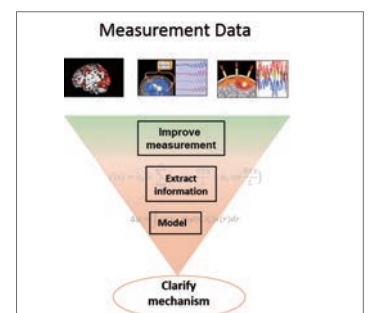 Measurement Data
Improve
measurement
Extract
information
Model
Clarify
mechanism